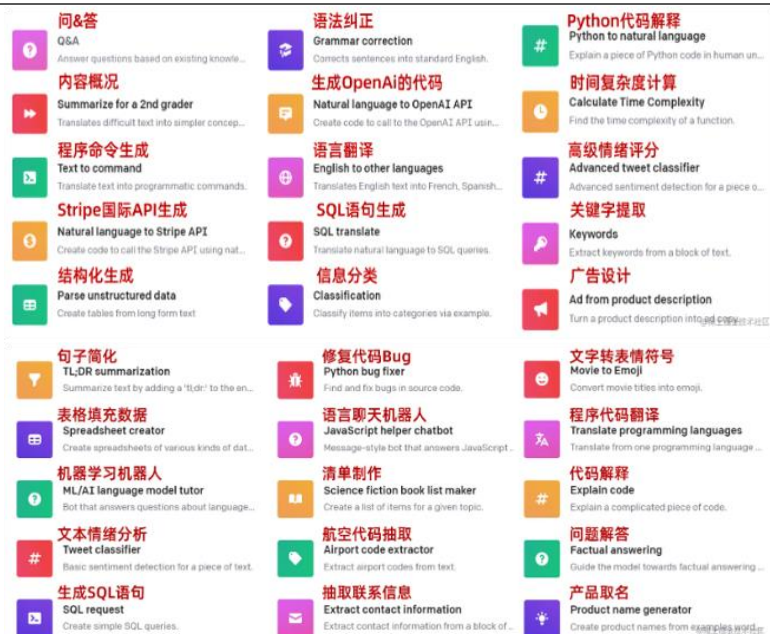 问&答
Q&A
Answer questions based on existing knowle...
语法纠正
Grammar correction
Corrects sentences into standard English.
Python代码解释
Python to natural language
Explain a piece of Python code in human un...
内容概况
Summarize for a 2nd grader
Translates difficult text into simpler concep...
生成OpenAi的代码
Natural language to OpenAI API
Create code to call to the OpenAI API usin...
时间复杂度计算
Calculate Time Complexity
Find the time complexity of a function.
程序命令生成
Text to command
Translate text into programmatic commands.
语言翻译
English to other languages
Translates English text into French, Spanish...
高级情绪评分
Advanced tweet classifier
Advanced sentiment detection for a piece o...
Stripe国际API生成
Natural language to Stripe API
Create code to call the Stripe API using nat...
SQL语句生成
SQL translate
Translate natural language to SQL queries.
关键字提取
Keywords
Extract keywords from a block of text.
结构化生成
Parse unstructured data
Create tables from long form text
信息分类
Classification
Classify items into categories via example.
广告设计
Ad from product description
Turn a product description into ad copy.
句子简化
TL;DR summarization
Summarize text by adding a 'tl;dr:' to the en...
修复代码Bug
Python bug fixer
Find and fix bugs in source code.
文字转表情符号
Movie to Emoji
Convert movie titles into emoji.
表格填充数据
Spreadsheet creator
Create spreadsheets of various kinds of dat...
语言聊天机器人
JavaScript helper chatbot
Message-style bot that answers JavaScript ...
程序代码翻译
Translate programming languages
Translate from one programming language ...
机器学习机器人
ML/AI language model tutor
Bot that answers questions about language...
清单制作
Science fiction book list maker
Create a list of items for a given topic.
代码解释
Explain code
Explain a complicated piece of code.
文本情绪分析
Tweet classifier
Basic sentiment detection for a piece of text.
航空代码抽取
Airport code extractor
Extract airport codes from text.
问题解答
Factual answering
Guide the model towards factual answering ...
生成SQL语句
SQL request
Create simple SQL queries.
抽取联系信息
Extract contact information
Extract contact information from a block of ...
产品取名
Product name generator
Create product names from examples word...